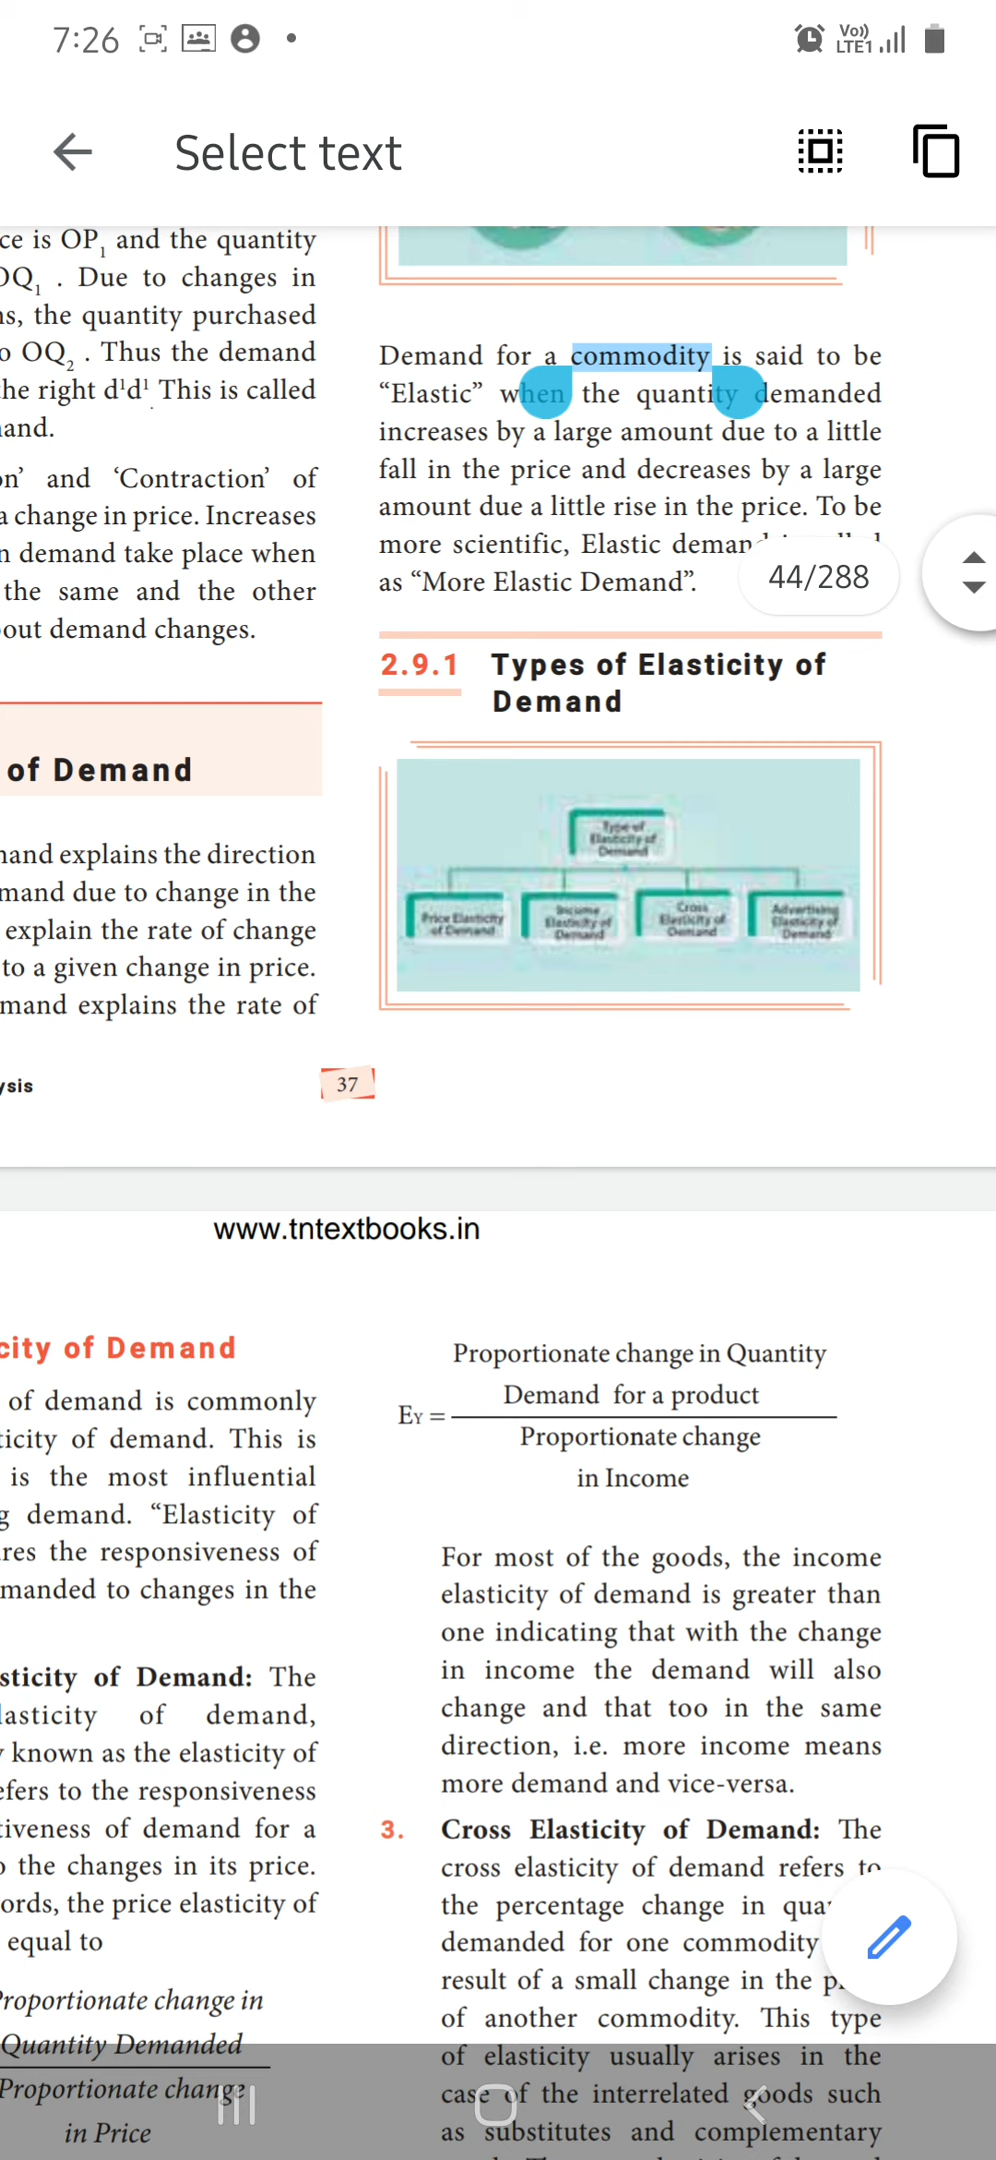 7:26
Vo))
LTE1
Select text
ce is OP1 and the quantity
OQ1 . Due to changes in
ns, the quantity purchased
o OQ2 . Thus the demand
the right d¹d¹ This is called
and.
on’ and ‘Contraction’ of
a change in price. Increases
n demand take place when
the same and the other
out demand changes.
of Demand
mand explains the direction
mand due to change in the
explain the rate of change
to a given change in price.
mand explains the rate of
ysis
37
Demand for a commodity is said to be
“Elastic” when the quantity demanded
increases by a large amount due to a little
fall in the price and decreases by a large
amount due a little rise in the price. To be
more scientific, Elastic demand
as “More Elastic Demand”.
44/288
2.9.1 Types of Elasticity of
Demand
Type of
Elasticity of
Demand
Price Elasticity
of Demand
Income
Elasticity of
Demand
Cross
Elasticity of
Demand
Advertising
Elasticity of
Demand
www.tntextbooks.in
city of Demand
of demand is commonly
ticity of demand. This is
is the most influential
g demand. “Elasticity of
res the responsiveness of
manded to changes in the
sticity of Demand: The
lasticity of demand,
known as the elasticity of
efers to the responsiveness
tiveness of demand for a
o the changes in its price.
ords, the price elasticity of
equal to
Proportionate change in
Quantity Demanded
Proportionate change
in Price
Proportionate change in Quantity
Demand for a product
EY =
Proportionate change
in Income
For most of the goods, the income
elasticity of demand is greater than
one indicating that with the change
in income the demand will also
change and that too in the same
direction, i.e. more income means
more demand and vice-versa.
3. Cross Elasticity of Demand: The
cross elasticity of demand refers to
the percentage change in qua
demanded for one commodity
result of a small change in the p
of another commodity. This type
of elasticity usually arises in the
case of the interrelated goods such
as substitutes and complementary